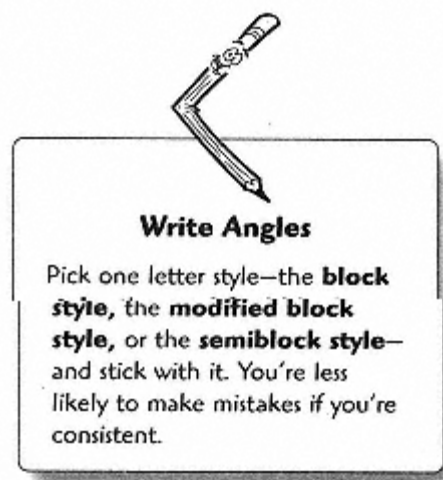 Write Angles
Pick one letter style—the block
style, the modified block
style, or the semiblock style—
and stick with it. You're less
likely to make mistakes if you're
consistent.